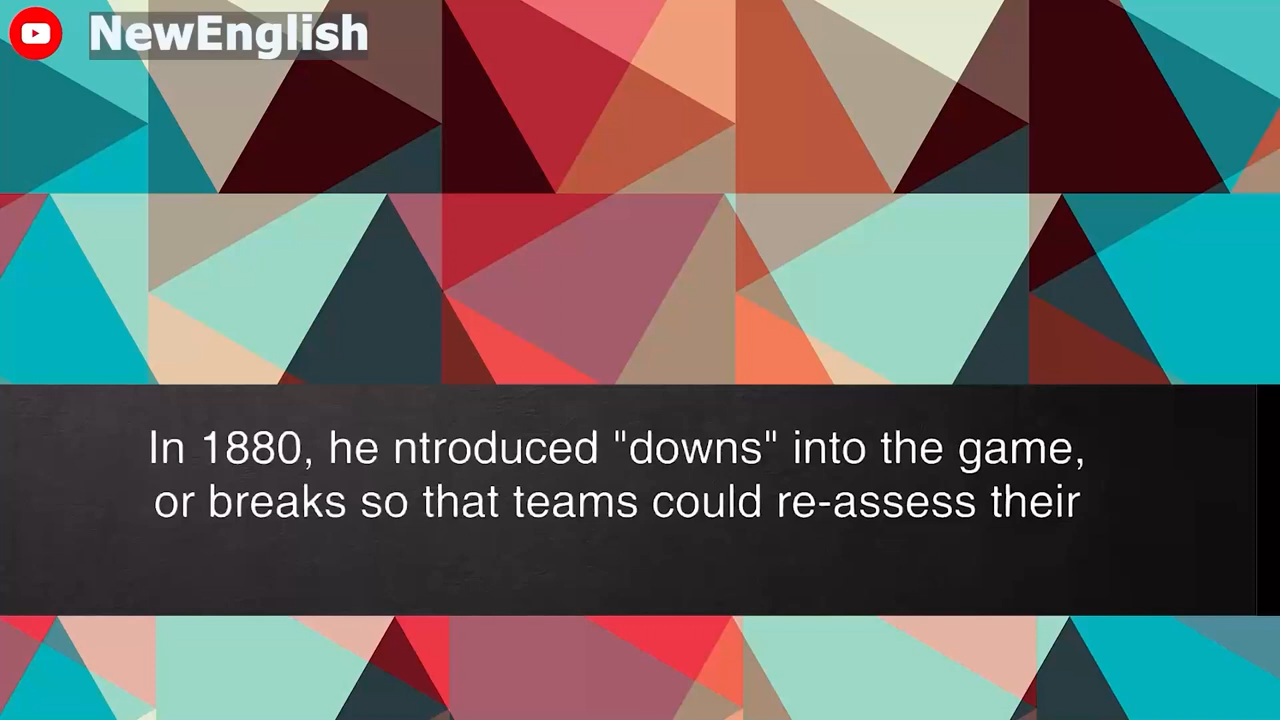 NewEnglish
In 1880, he ntroduced "downs" into the game,
or breaks so that teams could re-assess their